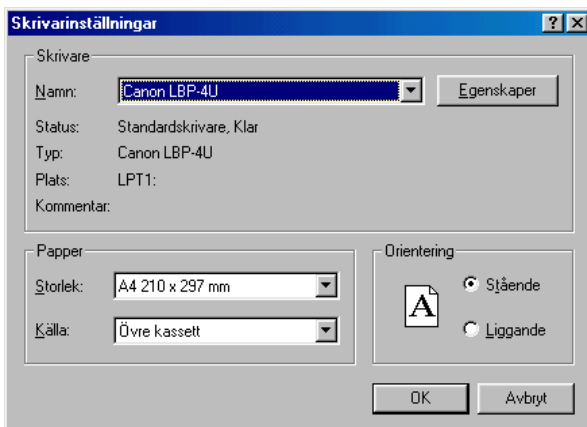 Skrivarinställningar
Skrivare
Namn: Canon LBP-4U Egenskaper
Status: Standardskrivare, Klar
Typ: Canon LBP-4U
Plats: LPT1:
Kommentar:
Papper
Storlek: A4 210 x 297 mm
Källa: Övre kassett
Orientering
A
Stående
Liggande
OK Avbryt